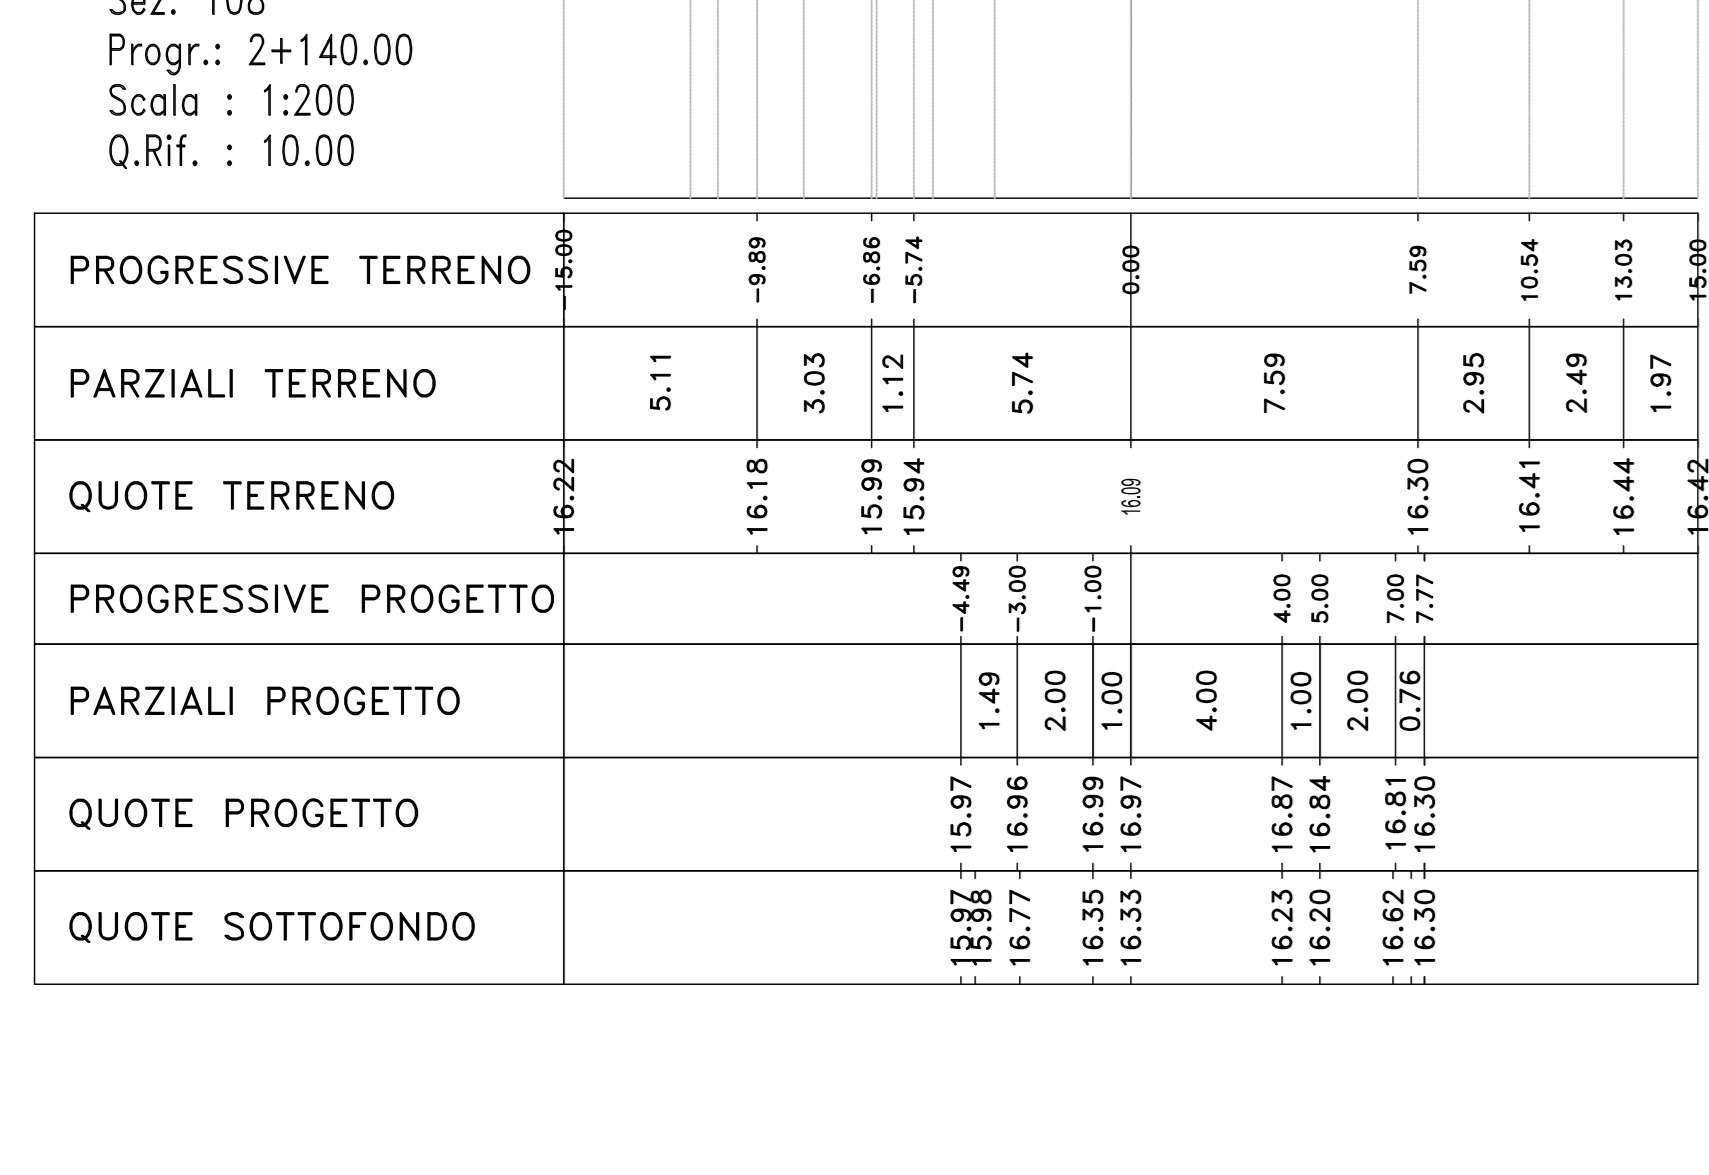 Sez. 108
Progr.: 2+140.00
Scala : 1:200
Q.Rif. : 10.00
PROGRESSIVE TERRENO -15.00 -9.89 -6.86 -5.74 0.00 7.59 10.54 13.03 15.00
PARZIALI TERRENO 5.11 3.03 1.12 5.74 7.59 2.95 2.49 1.97
QUOTE TERRENO 16.22 16.18 15.99 15.94 16.09 16.30 16.41 16.44 16.42
PROGRESSIVE PROGETTO -4.49 -3.00 -1.00 4.00 5.00 7.00 7.77
PARZIALI PROGETTO 1.49 2.00 1.00 4.00 1.00 2.00 0.76
QUOTE PROGETTO 15.97 16.96 16.99 16.97 16.87 16.84 16.81 16.30
QUOTE SOTTOFONDO 15.97 15.98 16.77 16.35 16.33 16.23 16.20 16.62 16.30